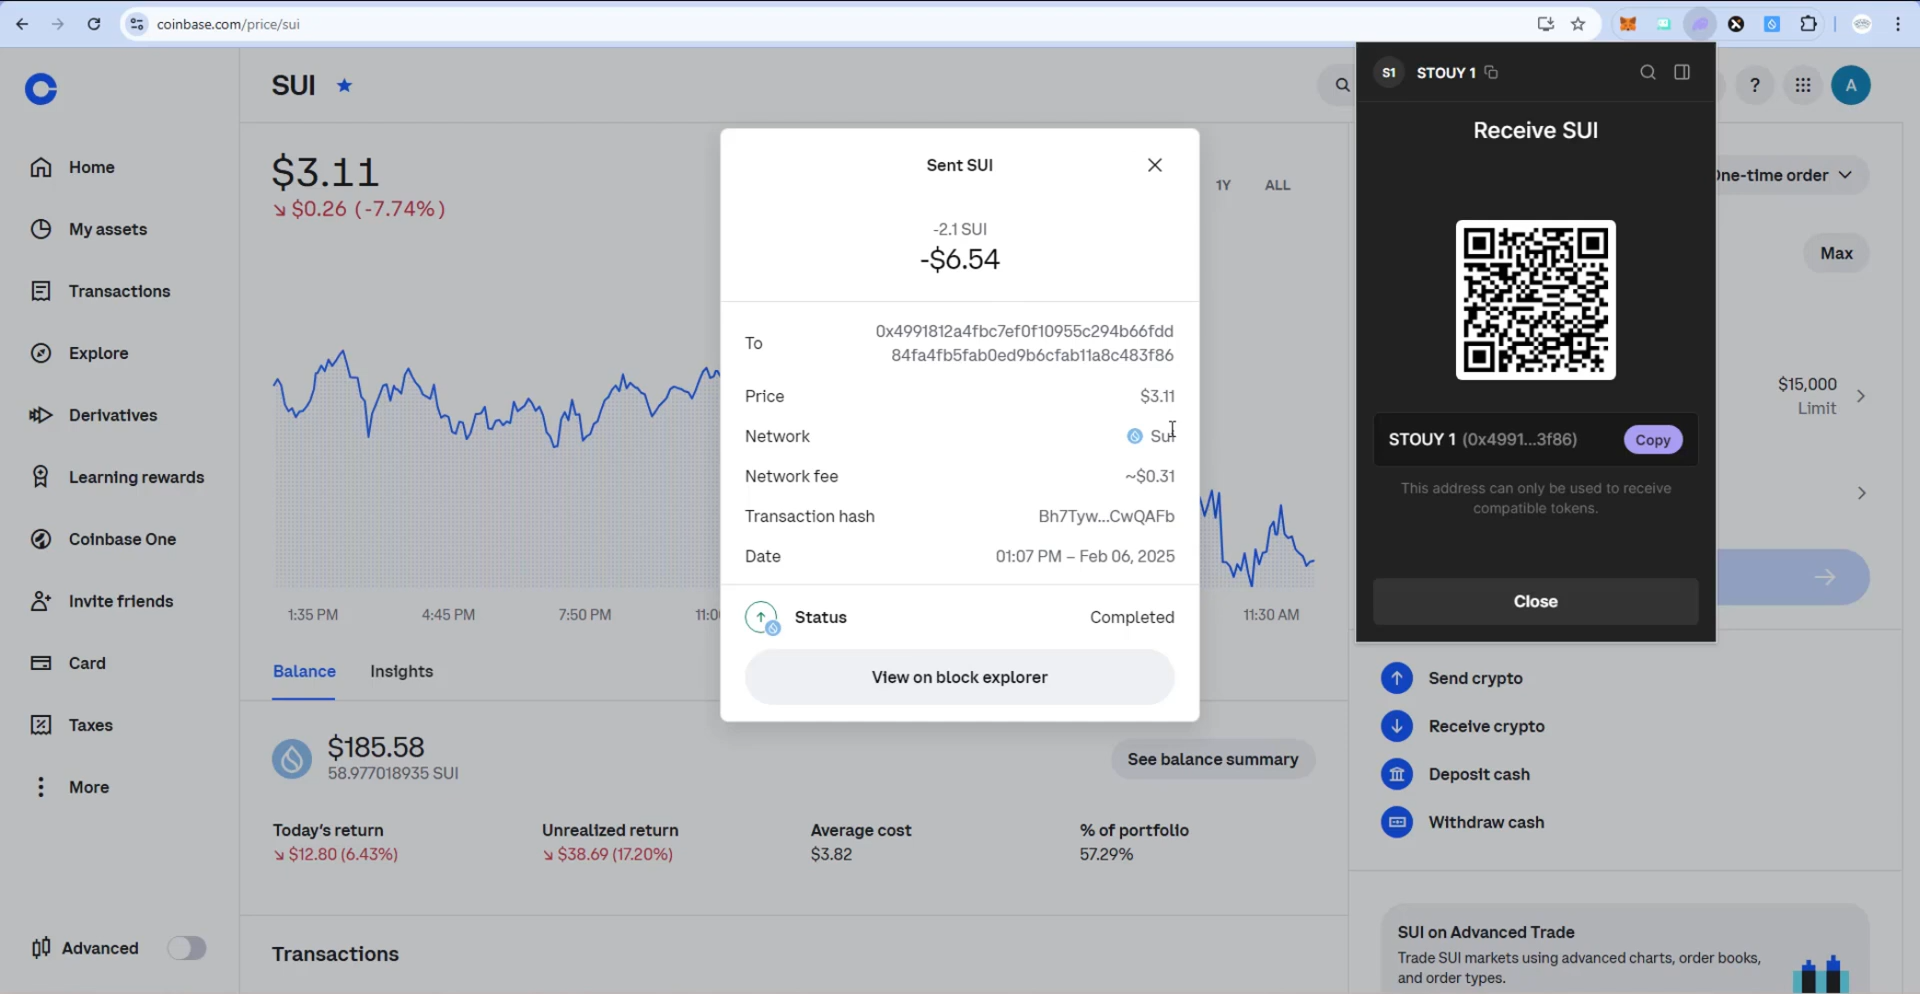 coinbase.com/price/sui
SUI
A
Home
My assets
Transactions
Explore
Derivatives
Learning rewards
Coinbase One
Invite friends
Card
Taxes
More
Advanced
$3.11
$0.26 (-7.74%)
1Y
ALL
1:35 PM
4:45 PM
7:50 PM
11:30 AM
Balance
Insights
$185.58
58.977018935 SUI
See balance summary
Today's return
$12.80 (6.43%)
Unrealized return
$38.69 (17.20%)
Average cost
$3.82
% of portfolio
57.29%
Transactions
Sent SUI
-2.1 SUI
-$6.54
To
0x4991812a4fbc7ef0f10955c294b66fdd
84fa4fb5fab0ed9b6cfab11a8c483f86
Price
$3.11
Network
Sui
Network fee
~$0.31
Transaction hash
Bh7Tyw...CwQAFb
Date
01:07 PM – Feb 06, 2025
Status
Completed
View on block explorer
S1
STOUY 1
Receive SUI
STOUY 1 (0x4991...3f86)
Copy
This address can only be used to receive
compatible tokens.
Close
One-time order
Max
$15,000
Limit
Send crypto
Receive crypto
Deposit cash
Withdraw cash
SUI on Advanced Trade
Trade SUI markets using advanced charts, order books,
and order types.